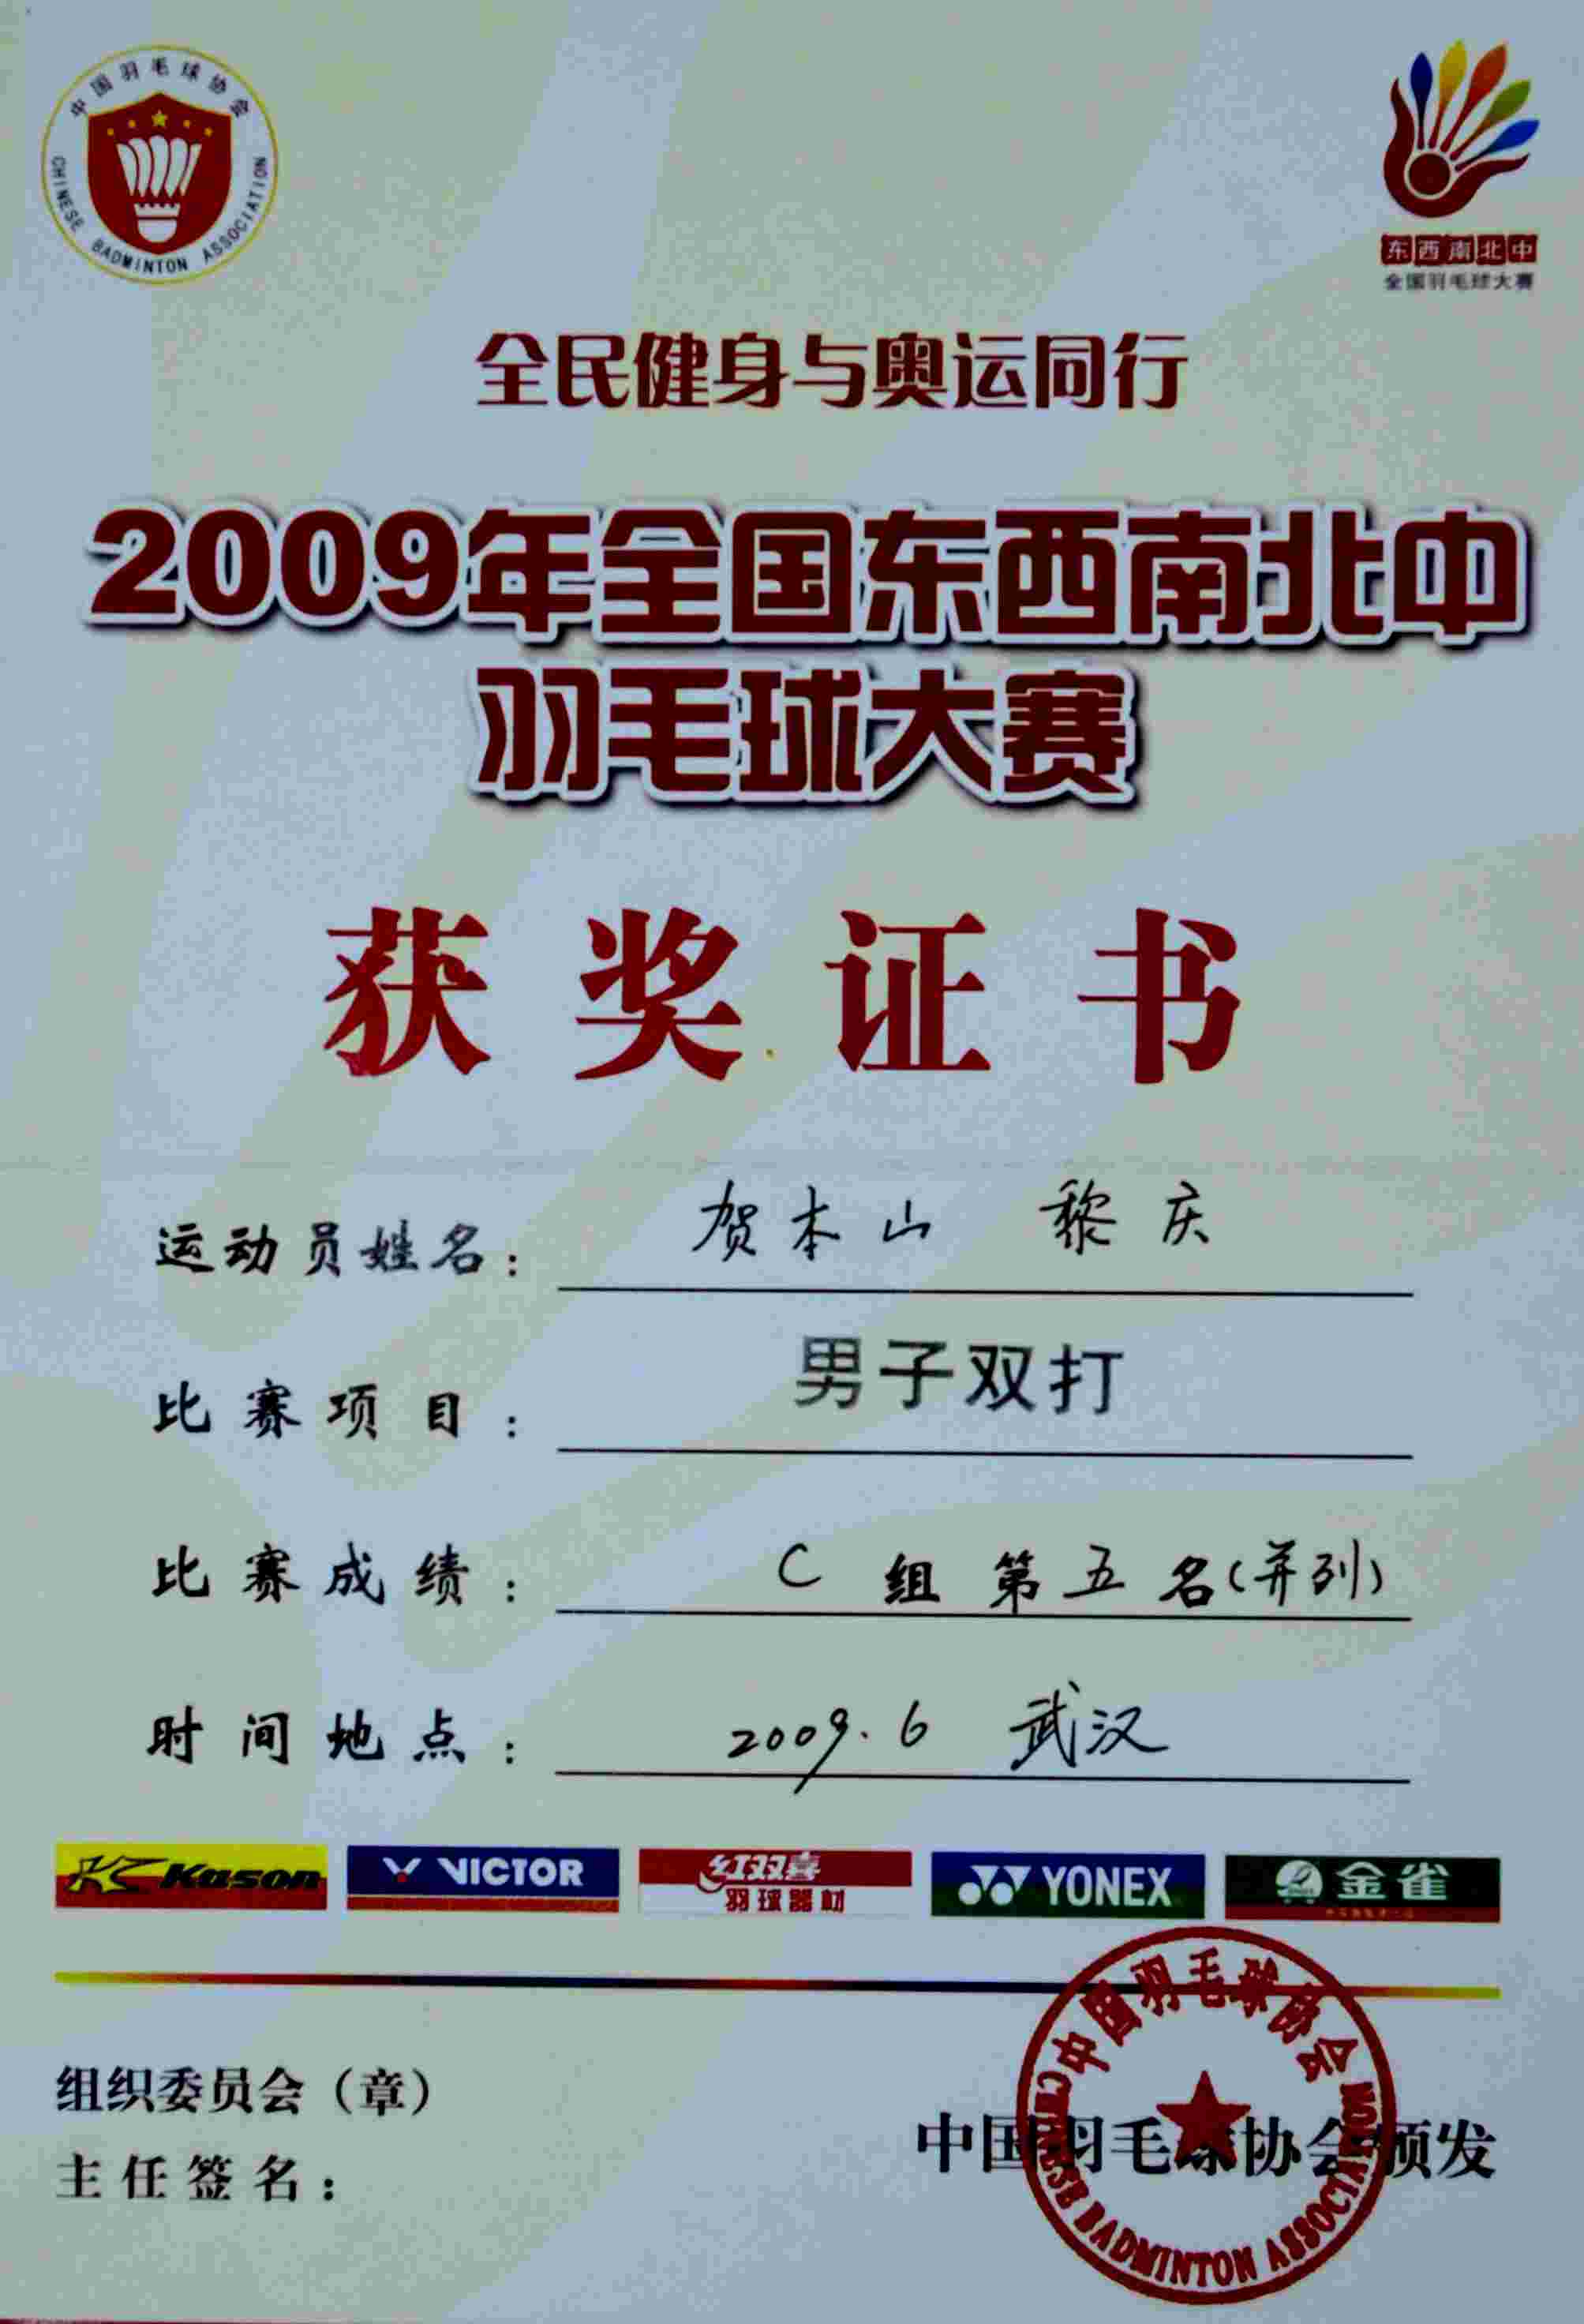 中国羽毛球协会
CHINESE BADMINTON ASSOCIATION
东西南北中
全国羽毛球大赛
全民健身与奥运同行
2009年全国东西南北中
羽毛球大赛
获奖证书
运动员姓名： 贺本山 黎庆
比赛项目： 男子双打
比赛成绩： C组第五名(并列)
时间地点： 2009.6 武汉
Kason VICTOR 红双喜 YONEX 金雀
羽球器材
组织委员会（章）
中国羽毛球协会颁发
主任签名：
中国羽毛球协会
CHINESE BADMINTON ASSOCIATION